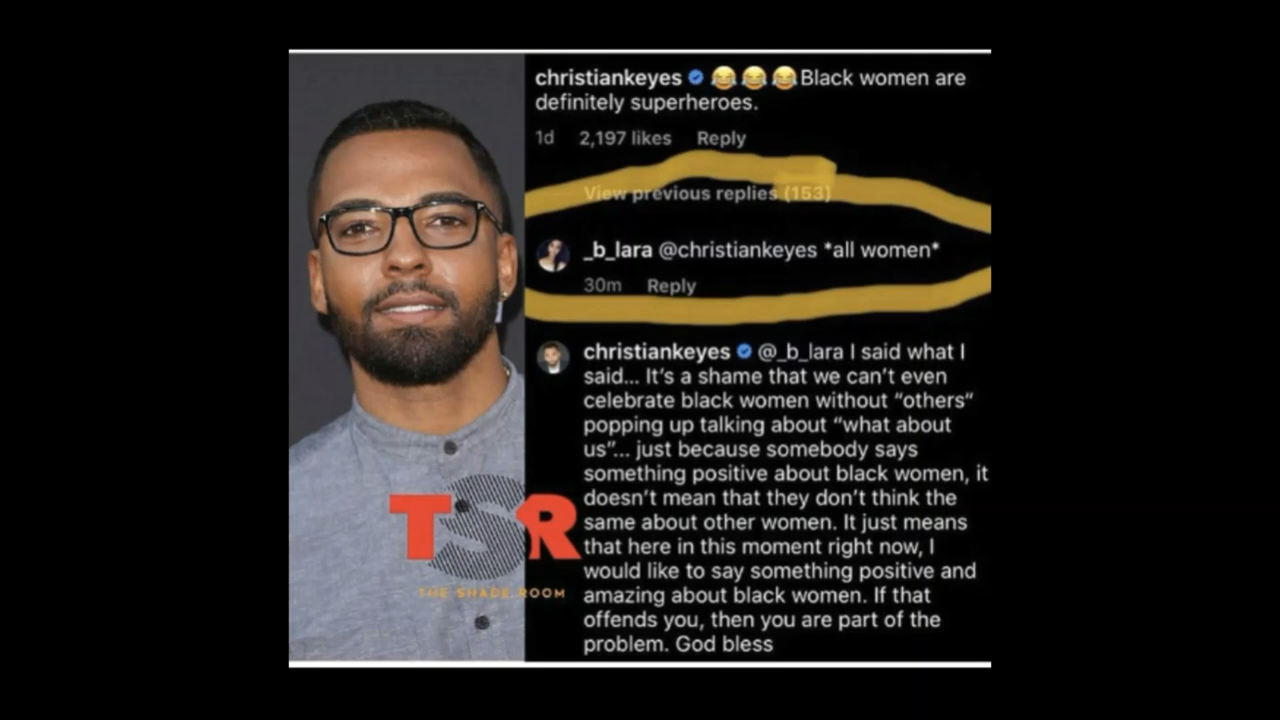 christiankeyes 😂😂😂Black women are
definitely superheroes.
1d 2,197 likes Reply
View previous replies (153)
_b_lara @christiankeyes *all women*
30m Reply
christiankeyes @_b_lara I said what I
said... It's a shame that we can't even
celebrate black women without "others"
popping up talking about "what about
us"... just because somebody says
something positive about black women, it
doesn't mean that they don't think the
same about other women. It just means
that here in this moment right now, I
would like to say something positive and
amazing about black women. If that
offends you, then you are part of the
problem. God bless
TSR
THE SHADE ROOM